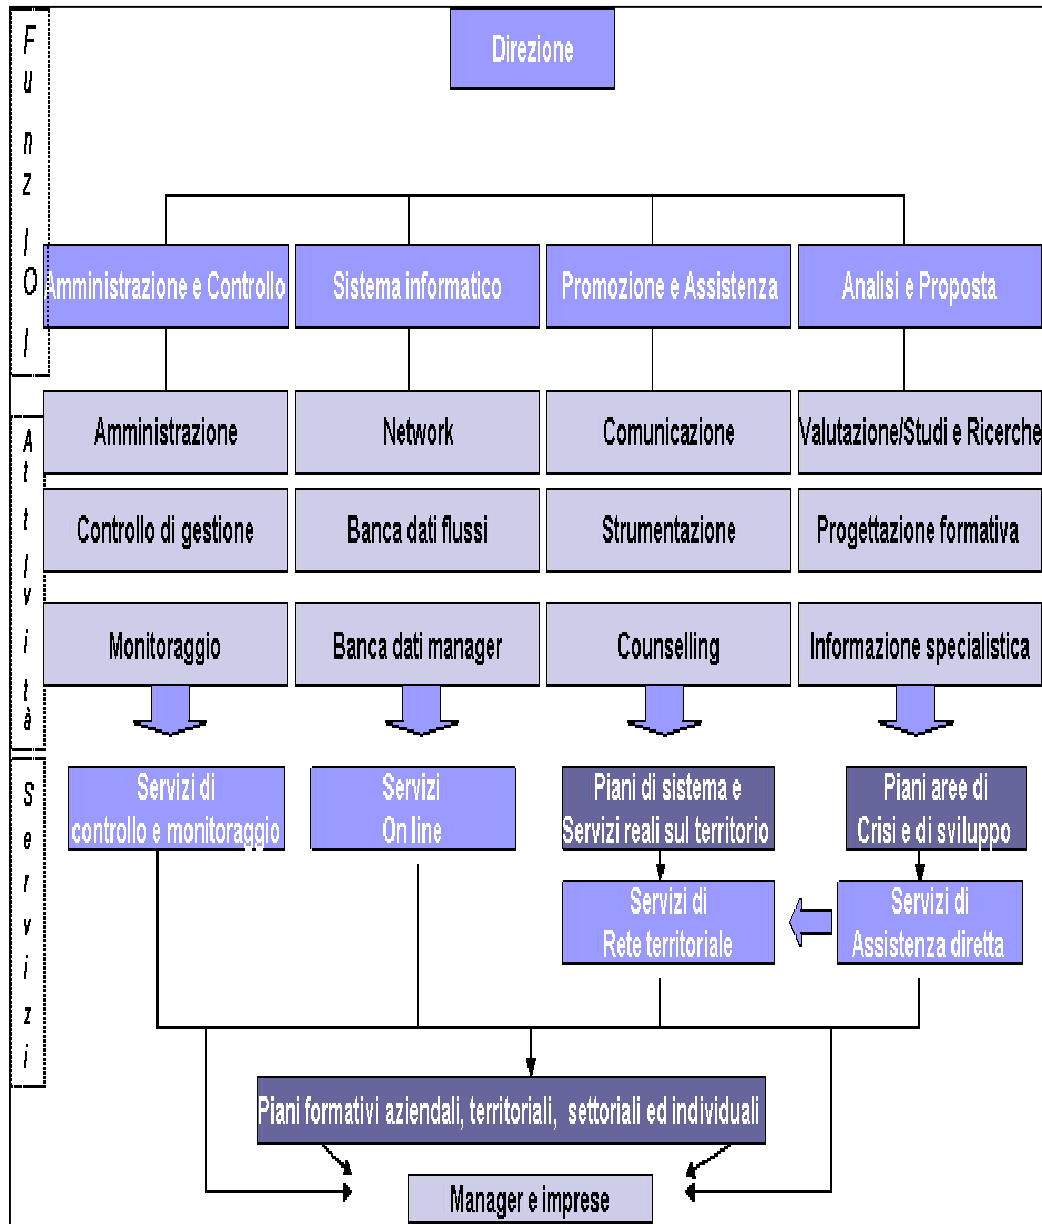 Funzioni
Direzione
Amministrazione e Controllo
Sistema informatico
Promozione e Assistenza
Analisi e Proposta
Attività
Amministrazione
Network
Comunicazione
Valutazione/Studi e Ricerche
Controllo di gestione
Banca dati flussi
Strumentazione
Progettazione formativa
Monitoraggio
Banca dati manager
Counselling
Informazione specialistica
Servizi
Servizi di
controllo e monitoraggio
Servizi
On line
Piani di sistema e
Servizi reali sul territorio
Piani aree di
Crisi e di sviluppo
Servizi di
Rete territoriale
Servizi di
Assistenza diretta
Piani formativi aziendali, territoriali, settoriali ed individuali
Manager e imprese